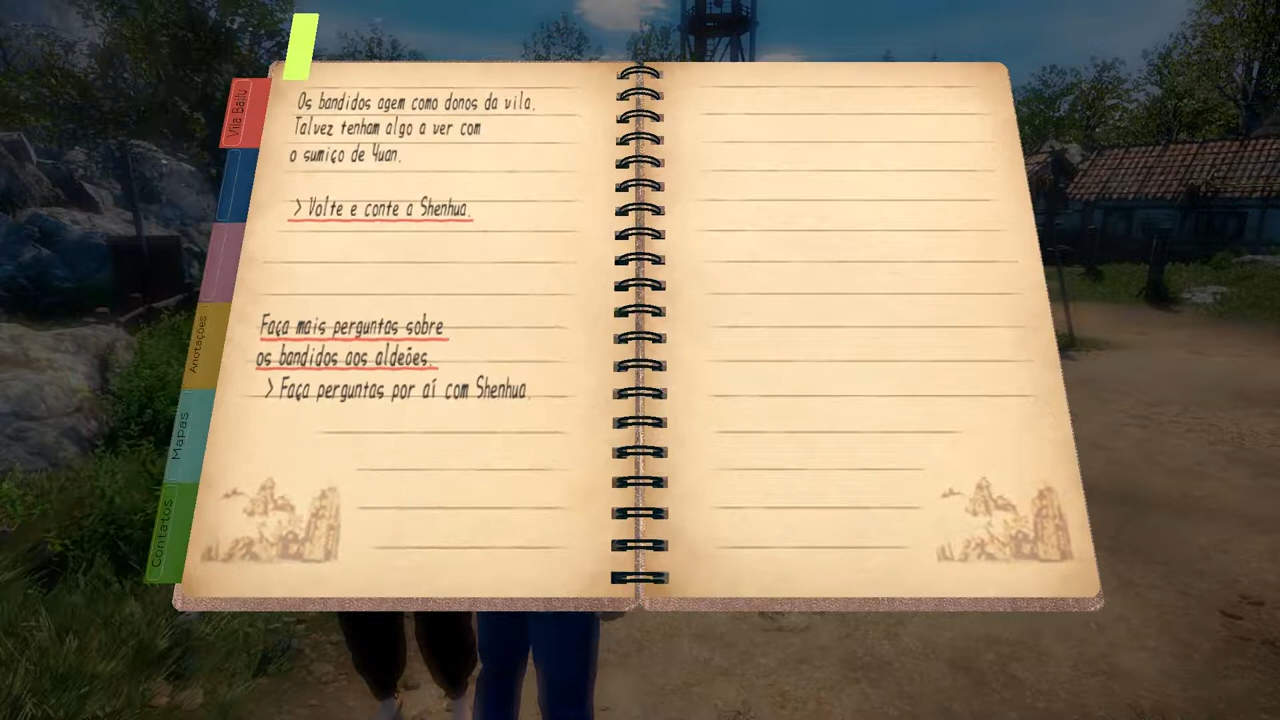 Os bandidos agem como donos da vila.
Talvez tenham algo a ver com
o sumiço de Yuan.
> Volte e conte a Shenhua.
Faça mais perguntas sobre
os bandidos aos aldeões.
> Faça perguntas por aí com Shenhua.
Vila Bailu
Anotações
Mapas
Contatos